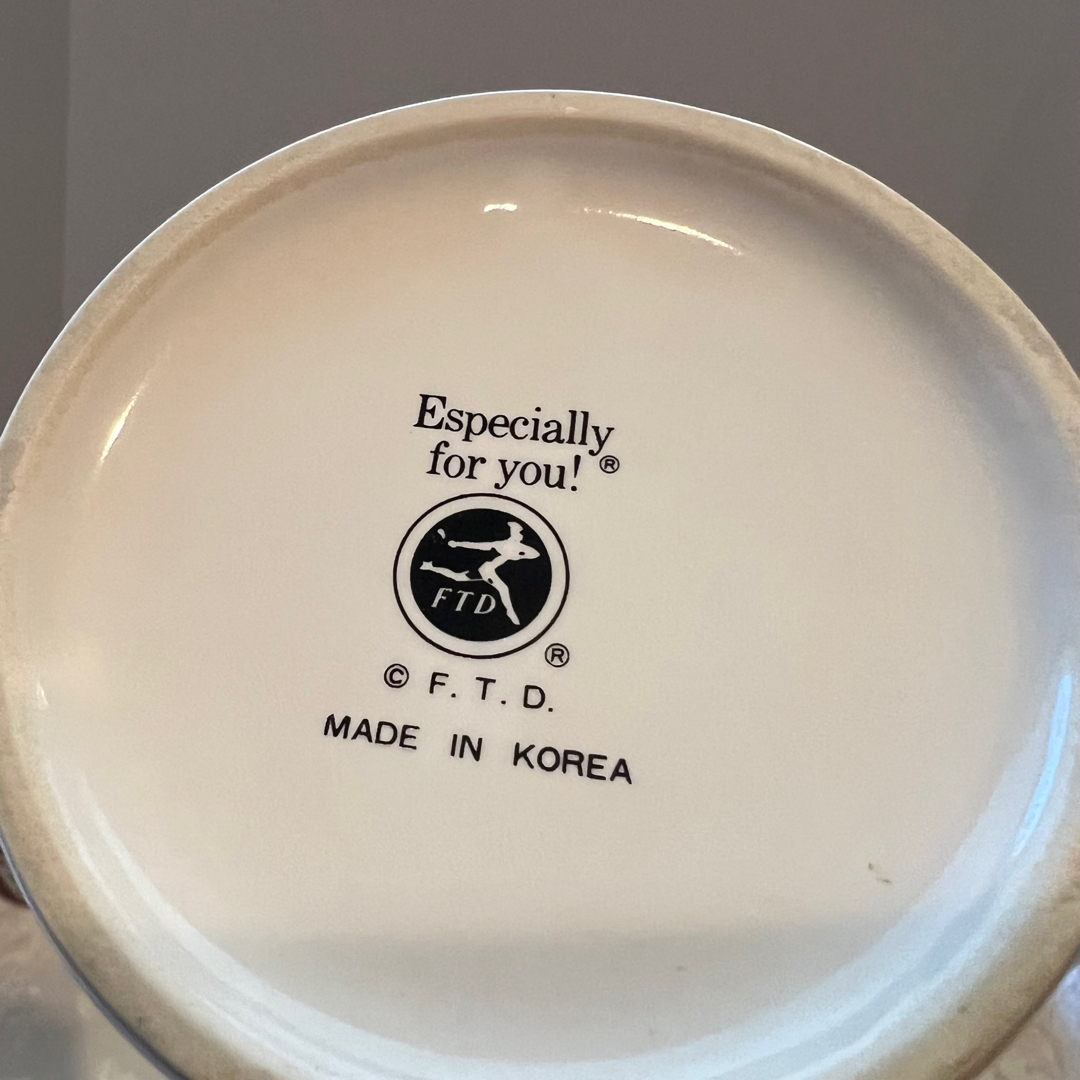 Especially
for you! ®
FTD
®
© F. T. D.
MADE IN KOREA